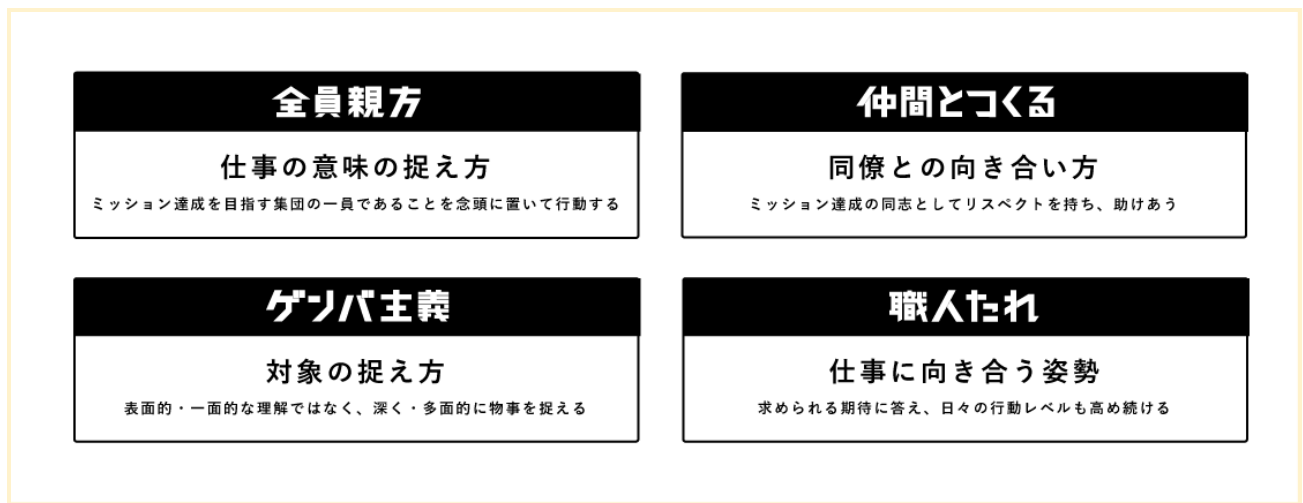 全員親方
仕事の意味の捉え方
ミッション達成を目指す集団の一員であることを念頭に置いて行動する
仲間とつくる
同僚との向き合い方
ミッション達成の同志としてリスペクトを持ち、助けあう
ゲンバ主義
対象の捉え方
表面的・一面的な理解ではなく、深く・多面的に物事を捉える
職人たれ
仕事に向き合う姿勢
求められる期待に答え、日々の行動レベルも高め続ける